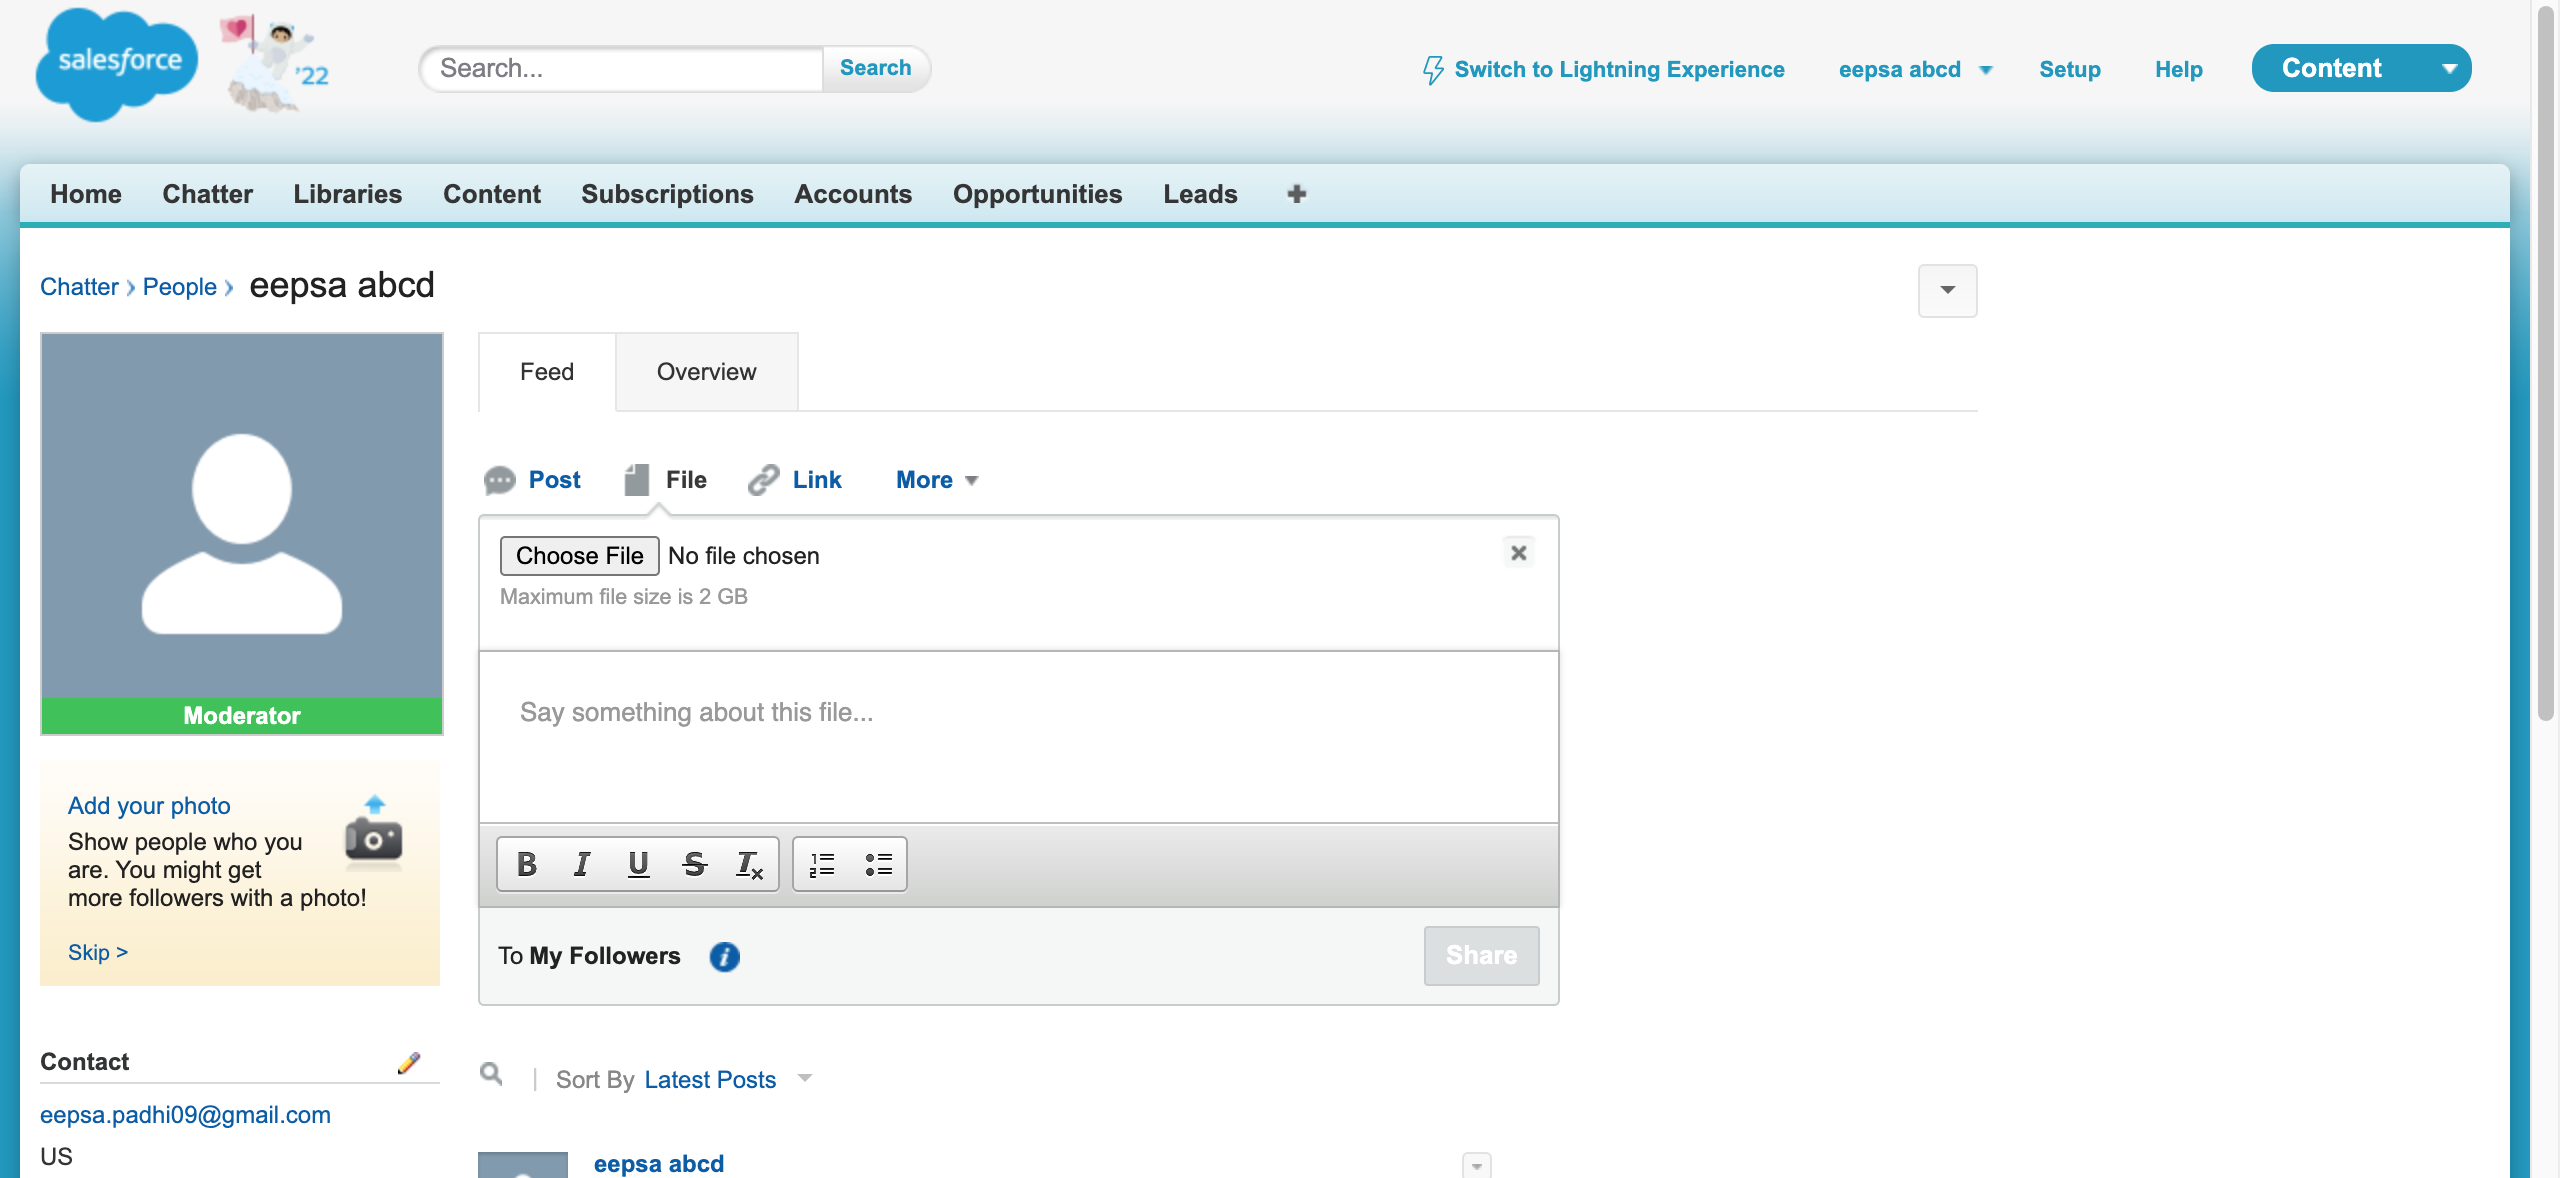 salesforce
'22
Search...
Search
Switch to Lightning Experience
eepsa abcd
Setup
Help
Content
Home
Chatter
Libraries
Content
Subscriptions
Accounts
Opportunities
Leads
Chatter
People
eepsa abcd
Feed
Overview
Post
File
Link
More
Choose File No file chosen
Maximum file size is 2 GB
Say something about this file...
B I U S Tx
To My Followers
Share
Moderator
Add your photo
Show people who you
are. You might get
more followers with a photo!
Skip >
Contact
eepsa.padhi09@gmail.com
US
Sort By Latest Posts
eepsa abcd